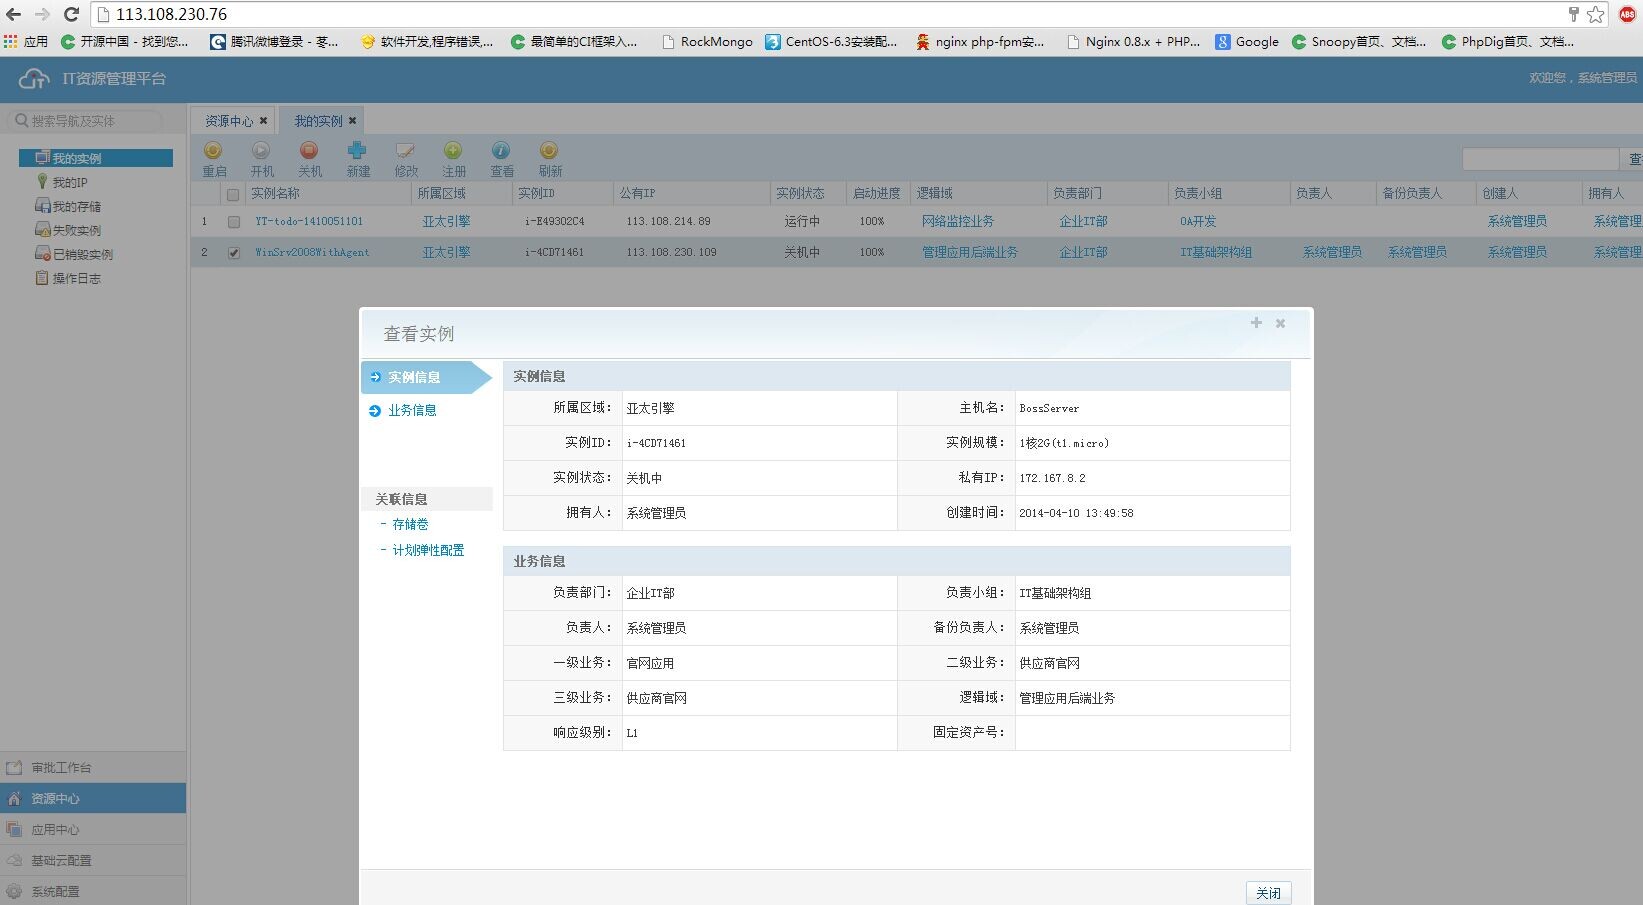 113.108.230.76
应用 开源中国 - 找到您... 腾讯微博登录 - 苍... 软件开发,程序错误,... 最简单的CI框架入... RockMongo CentOS-6.3安装配... nginx php-fpm安... Nginx 0.8.x + PHP... Google Snoopy首页、文档... PhpDig首页、文档...
IT资源管理平台 欢迎您，系统管理员
搜索导航及实体 资源中心 我的实例
重启 开机 关机 新建 修改 注册 查看 刷新
实例名称 所属区域 实例ID 公有IP 实例状态 启动进度 逻辑域 负责部门 负责小组 负责人 备份负责人 创建人 拥有人
1 YT-todo-1410051101 亚太引擎 i-E49302C4 113.108.214.89 运行中 100% 网络监控业务 企业IT部 OA开发 系统管理员 系统管理
2 WinSrv2008WithAgent 亚太引擎 i-4CD71461 113.108.230.109 关机中 100% 管理应用后端业务 企业IT部 IT基础架构组 系统管理员 系统管理员 系统管理员 系统管理
我的实例
我的IP
我的存储
失败实例
已销毁实例
操作日志
审批工作台
资源中心
应用中心
基础云配置
系统配置
查看实例
实例信息
业务信息
关联信息
- 存储卷
- 计划弹性配置
实例信息
所属区域： 亚太引擎 主机名： BossServer
实例ID： i-4CD71461 实例规模： 1核2G(t1.micro)
实例状态： 关机中 私有IP： 172.167.8.2
拥有人： 系统管理员 创建时间： 2014-04-10 13:49:58
业务信息
负责部门： 企业IT部 负责小组： IT基础架构组
负责人： 系统管理员 备份负责人： 系统管理员
一级业务： 官网应用 二级业务： 供应商官网
三级业务： 供应商官网 逻辑域： 管理应用后端业务
响应级别： L1 固定资产号：
关闭